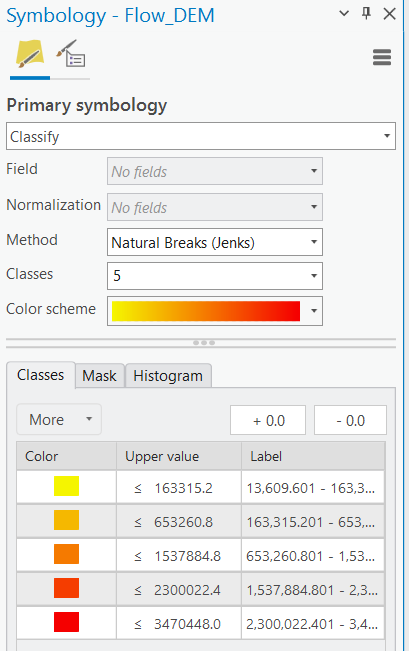 Symbology - Flow_DEM
Primary symbology
Classify
Field No fields
Normalization No fields
Method Natural Breaks (Jenks)
Classes 5
Color scheme
Classes Mask Histogram
More + 0.0 - 0.0
Color Upper value Label
≤ 163315.2 13,609.601 - 163,3...
≤ 653260.8 163,315.201 - 653,...
≤ 1537884.8 653,260.801 - 1,53...
≤ 2300022.4 1,537,884.801 - 2,3...
≤ 3470448.0 2,300,022.401 - 3,4...